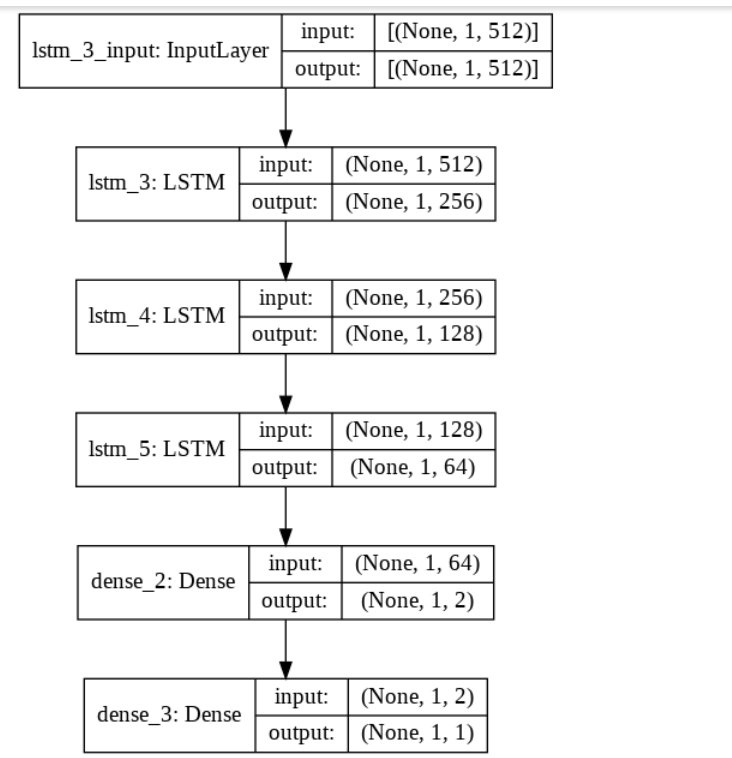 lstm_3_input: InputLayer
input: [(None, 1, 512)]
output: [(None, 1, 512)]
lstm_3: LSTM
input: (None, 1, 512)
output: (None, 1, 256)
lstm_4: LSTM
input: (None, 1, 256)
output: (None, 1, 128)
lstm_5: LSTM
input: (None, 1, 128)
output: (None, 1, 64)
dense_2: Dense
input: (None, 1, 64)
output: (None, 1, 2)
dense_3: Dense
input: (None, 1, 2)
output: (None, 1, 1)